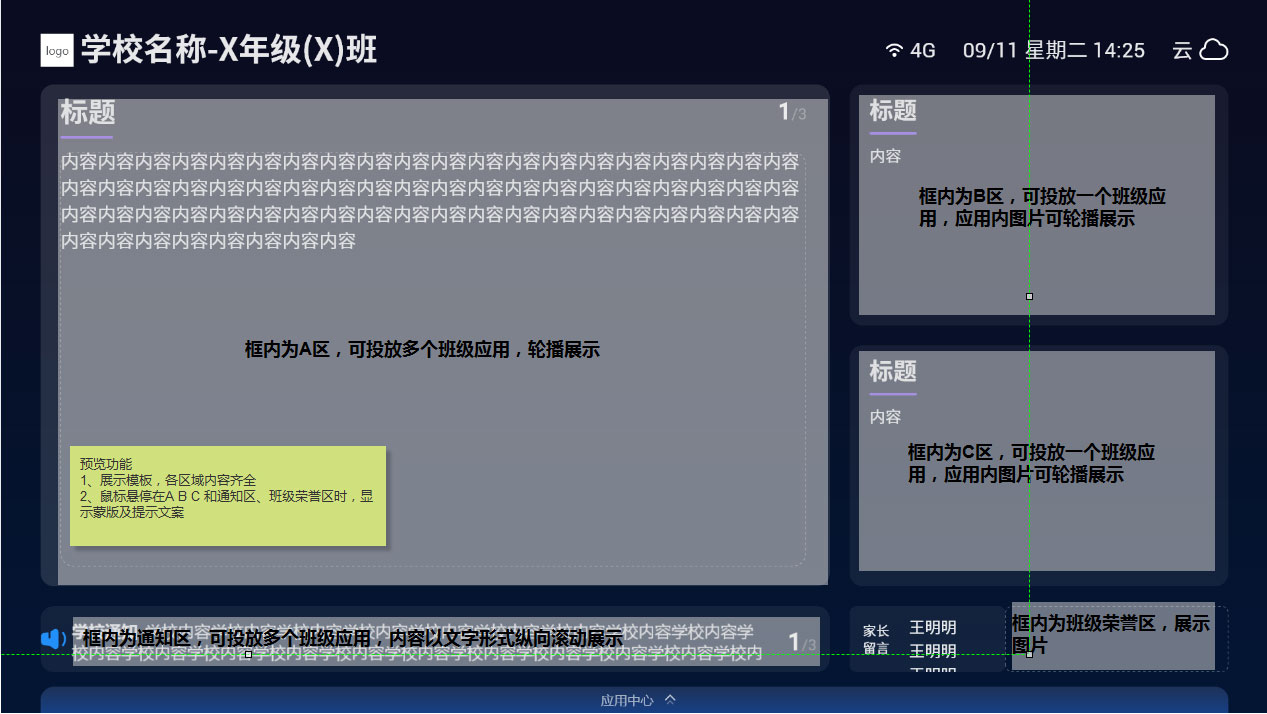 logo 学校名称-X年级(X)班
4G 09/11 星期二 14:25 云
标题 1/3
内容内容内容内容内容内容内容内容内容内容内容内容内容内容内容内容内容内容内容内容
内容内容内容内容内容内容内容内容内容内容内容内容内容内容内容内容内容内容内容内容
内容内容内容内容内容内容内容内容内容内容内容内容内容内容内容内容内容内容内容内容
内容内容内容内容内容内容内容内容
框内为A区，可投放多个班级应用，轮播展示
预览功能
1、展示模板，各区域内容齐全
2、鼠标悬停在A B C 和通知区、班级荣誉区时，显
示蒙版及提示文案
标题
内容
框内为B区，可投放一个班级应
用，应用内图片可轮播展示
标题
内容
框内为C区，可投放一个班级应
用，应用内图片可轮播展示
学校通知 学校内容学校内容学校内容学校内容学校内容学校内容学校内容学校内容学
校内容学校内容学校内容学校内容学校内容学校内容学校内容学校内容学校内容学校内
框内为通知区，可投放多个班级应用，内容以文字形式纵向滚动展示
1/3
家长
留言
王明明
王明明
王明明
框内为班级荣誉区，展示
图片
应用中心